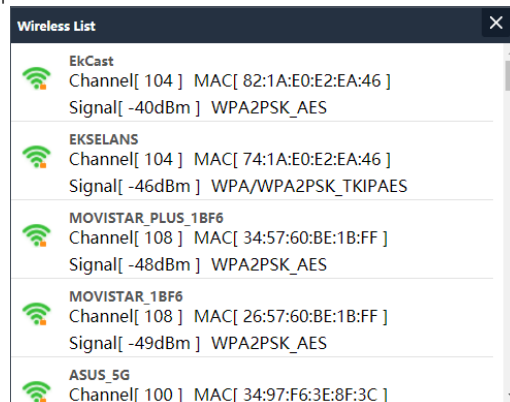 Wireless List
EkCast
Channel[ 104 ] MAC[ 82:1A:E0:E2:EA:46 ]
Signal[ -40dBm ] WPA2PSK_AES
EKSELANS
Channel[ 104 ] MAC[ 74:1A:E0:E2:EA:46 ]
Signal[ -46dBm ] WPA/WPA2PSK_TKIPAES
MOVISTAR_PLUS_1BF6
Channel[ 108 ] MAC[ 34:57:60:BE:1B:FF ]
Signal[ -48dBm ] WPA2PSK_AES
MOVISTAR_1BF6
Channel[ 108 ] MAC[ 26:57:60:BE:1B:FF ]
Signal[ -49dBm ] WPA2PSK_AES
ASUS_5G
Channel[ 100 ] MAC[ 34:97:F6:3E:8F:3C ]